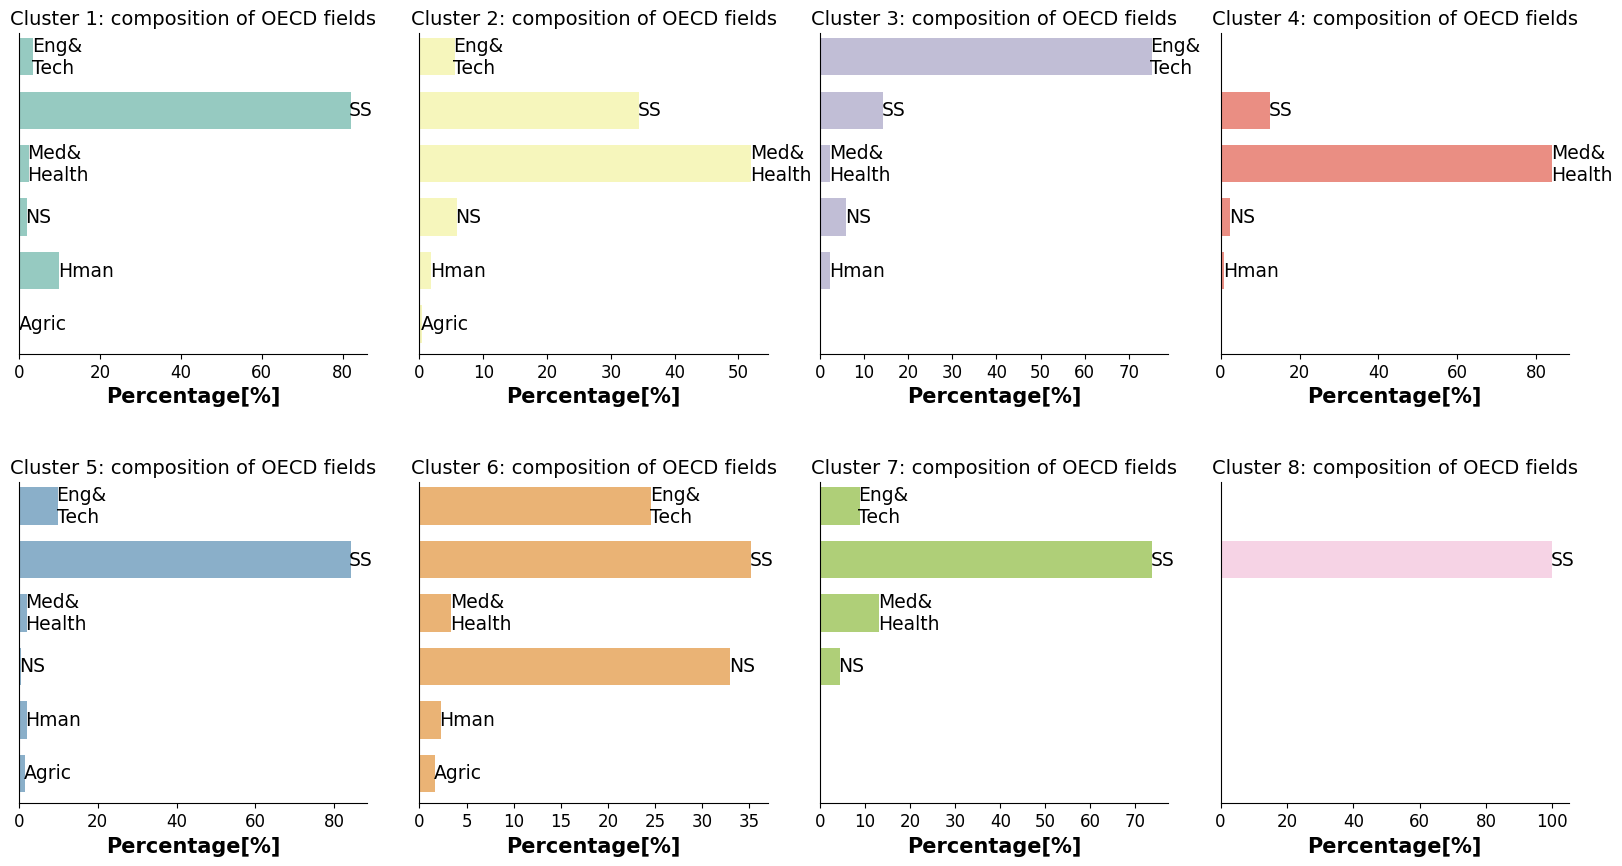 Cluster 1: composition of OECD fields
Eng&
Tech
SS
Med&
Health
NS
Hman
Agric
0 20 40 60 80
Percentage[%]
Cluster 2: composition of OECD fields
Eng&
Tech
SS
Med&
Health
NS
Hman
Agric
0 10 20 30 40 50
Percentage[%]
Cluster 3: composition of OECD fields
Eng&
Tech
SS
Med&
Health
NS
Hman
0 10 20 30 40 50 60 70
Percentage[%]
Cluster 4: composition of OECD fields
SS
Med&
Health
NS
Hman
0 20 40 60 80
Percentage[%]
Cluster 5: composition of OECD fields
Eng&
Tech
SS
Med&
Health
NS
Hman
Agric
0 20 40 60 80
Percentage[%]
Cluster 6: composition of OECD fields
Eng&
Tech
SS
Med&
Health
NS
Hman
Agric
0 5 10 15 20 25 30 35
Percentage[%]
Cluster 7: composition of OECD fields
Eng&
Tech
SS
Med&
Health
NS
0 10 20 30 40 50 60 70
Percentage[%]
Cluster 8: composition of OECD fields
SS
0 20 40 60 80 100
Percentage[%]